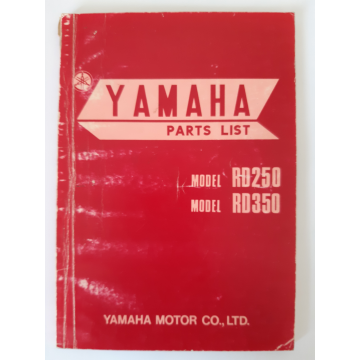 YAMAHA
PARTS LIST
MODEL RD250
MODEL RD350
YAMAHA MOTOR CO., LTD.